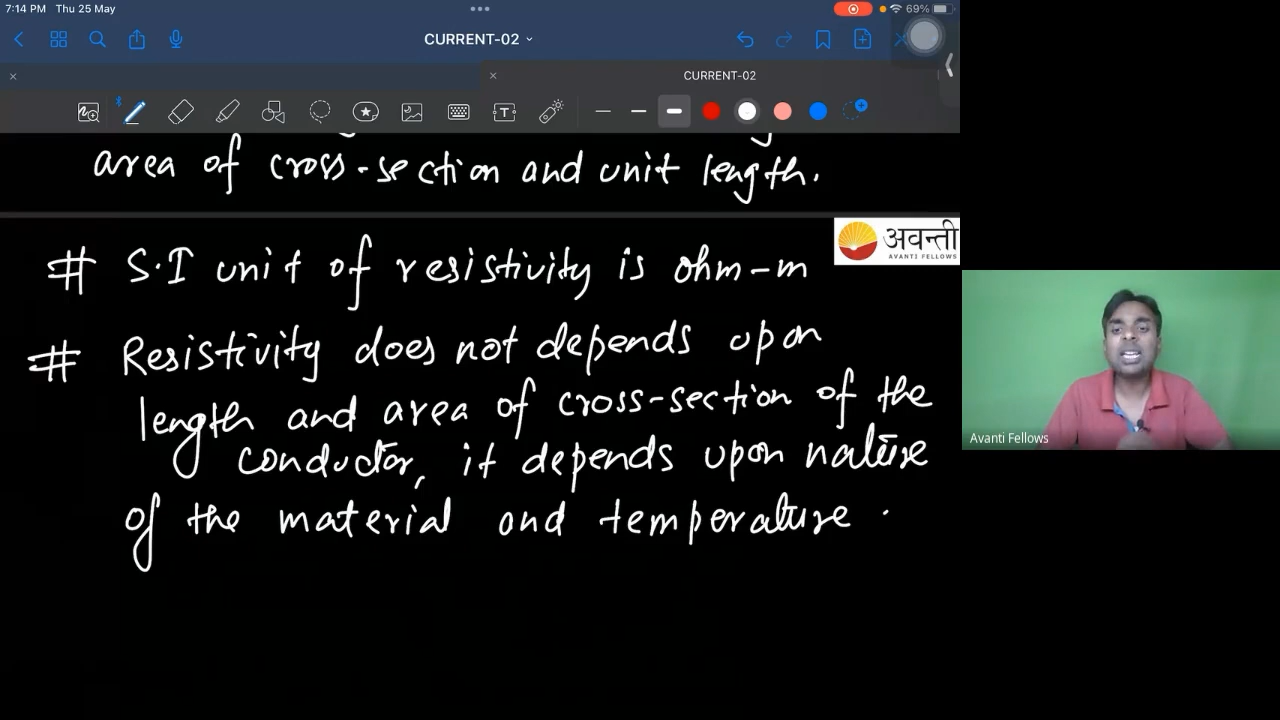 7:14 PM Thu 25 May
69%
CURRENT-02
CURRENT-02
area of cross-section and unit length.
अवन्ती
AVANTI FELLOWS
# S.I unit of resistivity is ohm-m
# Resistivity does not depends upon
length and area of cross-section of the
conductor, it depends upon nature
of the material and temperature.
Avanti Fellows